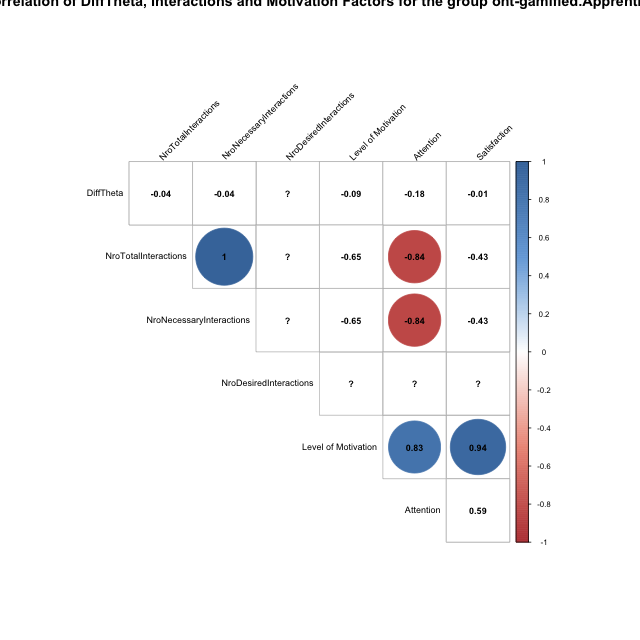 orrelation of DiffTheta, Interactions and Motivation Factors for the group ont-gamified.Apprenti
NroTotalInteractions
NroNecessaryInteractions
NroDesiredInteractions
Level of Motivation
Attention
Satisfaction
DiffTheta -0.04 -0.04 ? -0.09 -0.18 -0.01
NroTotalInteractions 1 ? -0.65 -0.84 -0.43
NroNecessaryInteractions ? -0.65 -0.84 -0.43
NroDesiredInteractions ? ? ?
Level of Motivation 0.83 0.94
Attention 0.59
1
0.8
0.6
0.4
0.2
0
-0.2
-0.4
-0.6
-0.8
-1